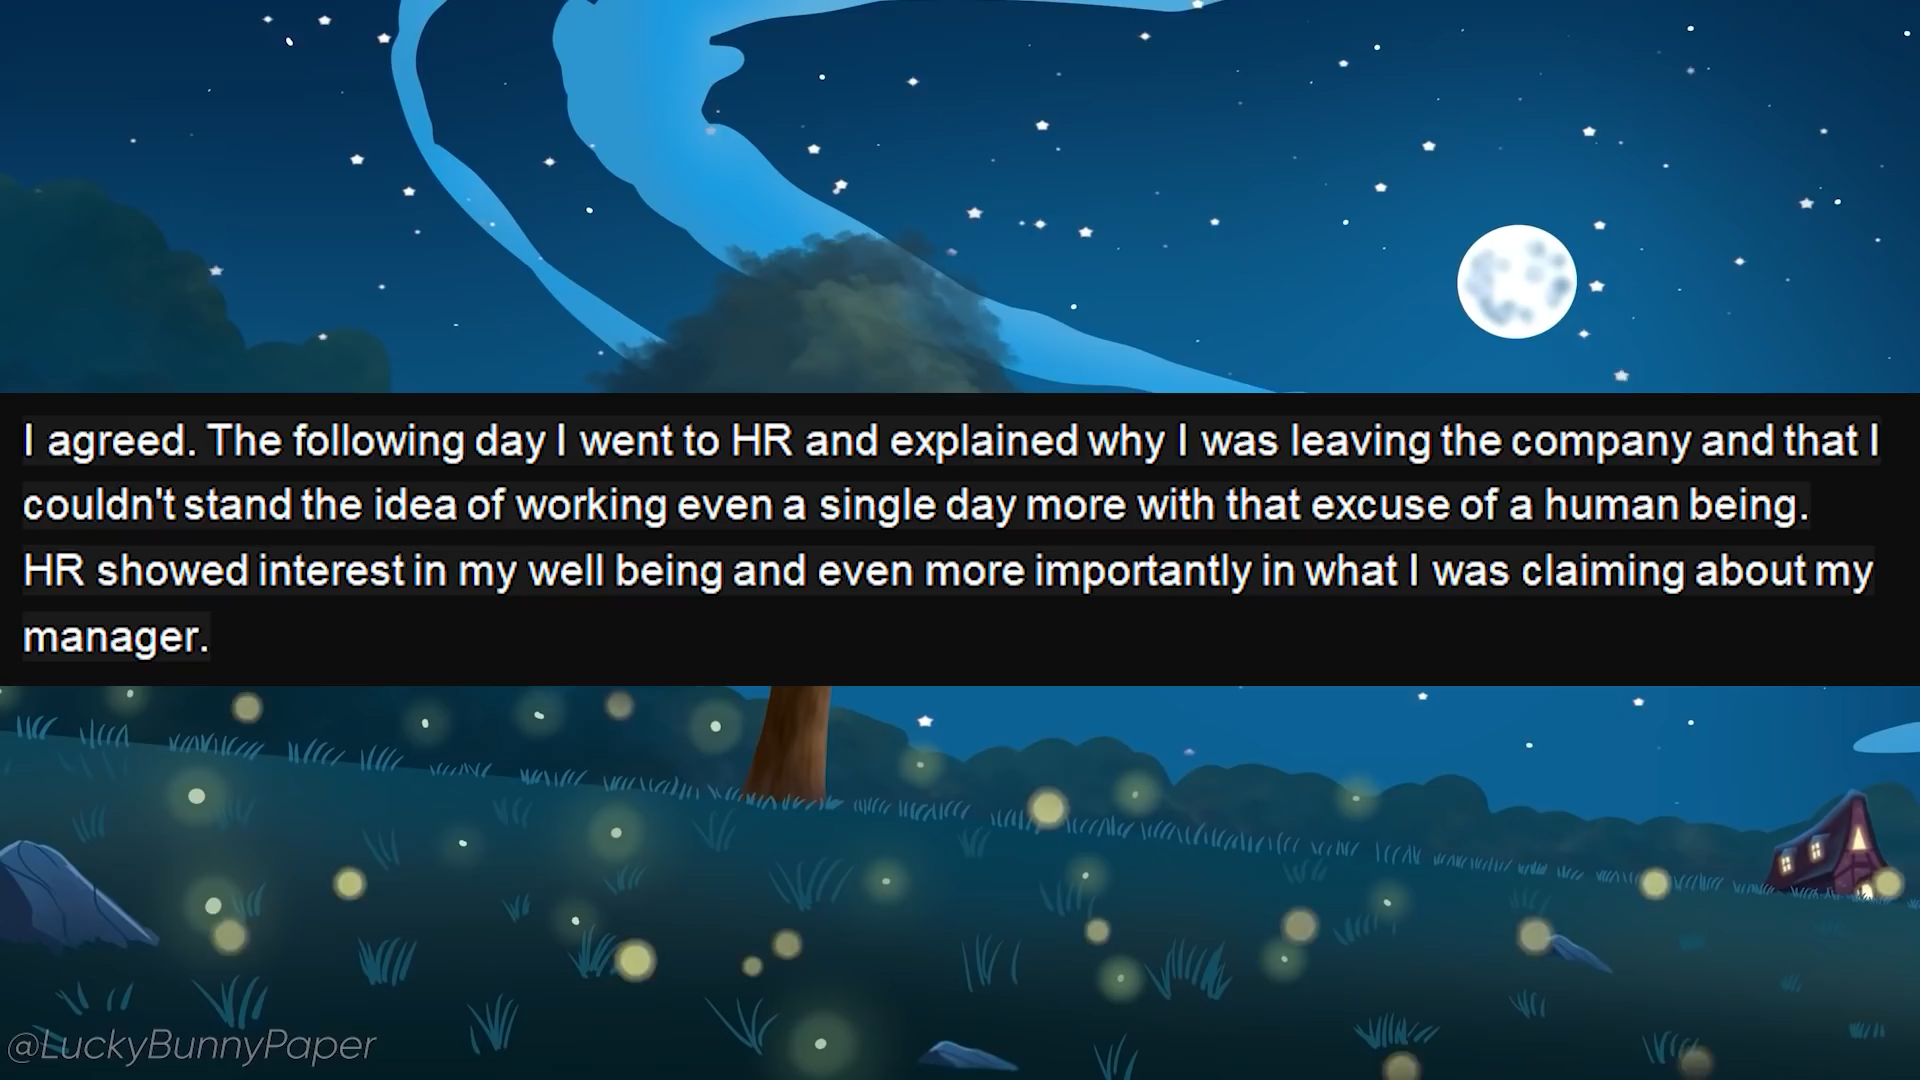 I agreed. The following day I went to HR and explained why I was leaving the company and that I
couldn't stand the idea of working even a single day more with that excuse of a human being.
HR showed interest in my well being and even more importantly in what I was claiming about my
manager.
@LuckyBunnyPaper